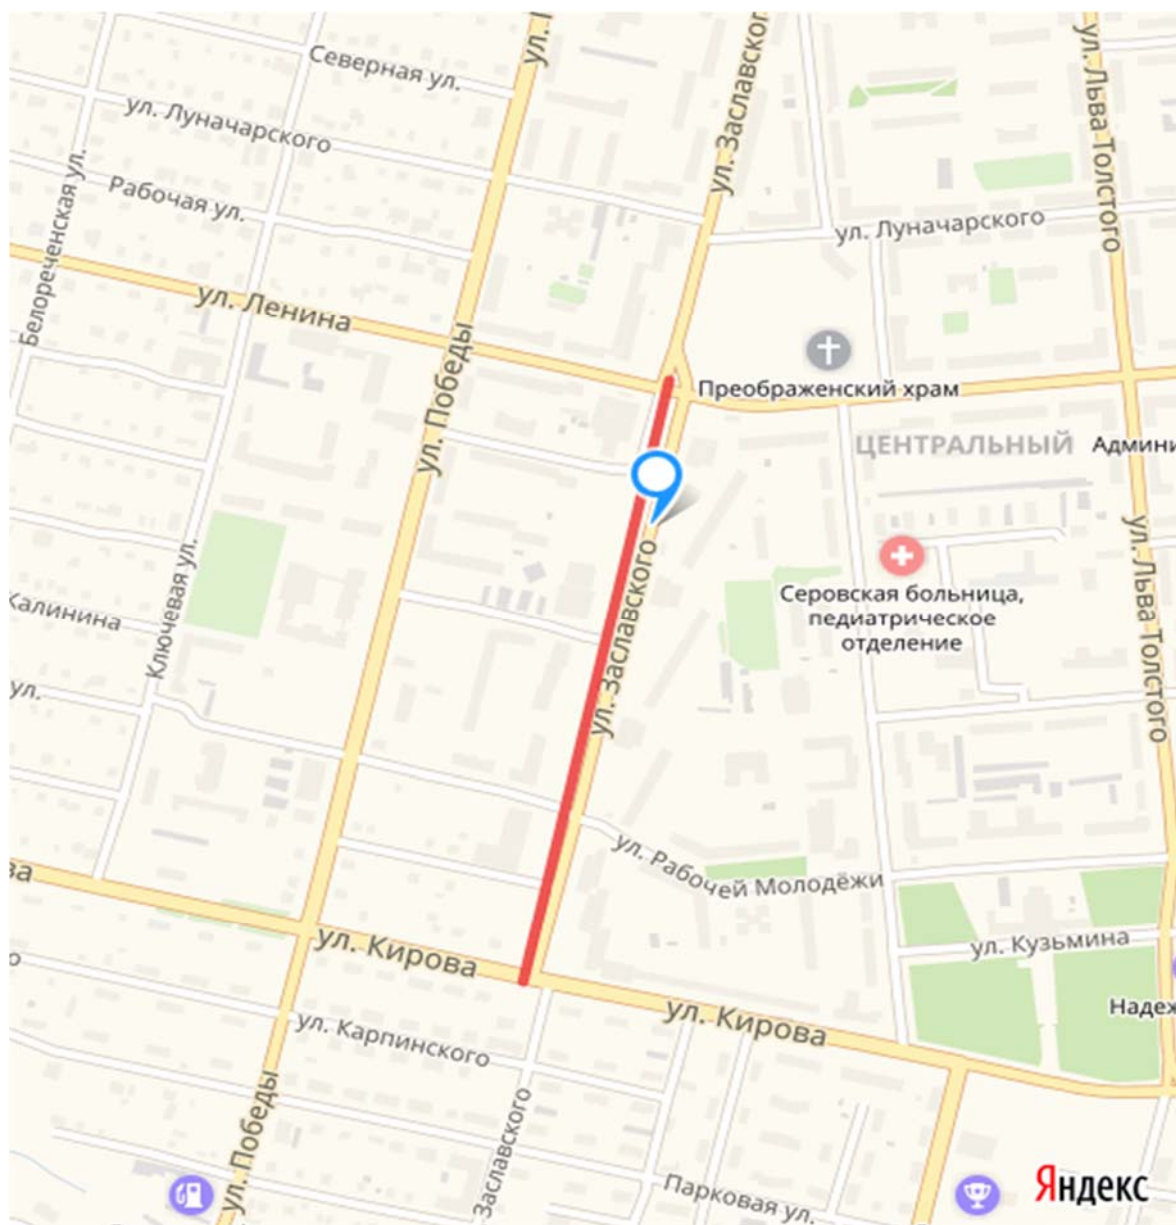 ул. Заславского
Северная ул.
ул. Льва Толстого
ул. Луначарского
Рабочая ул.
Белореченская ул.
ул. Луначарского
ул. Ленина
ул. Победы
Преображенский храм
ЦЕНТРАЛЬНЫЙ
Ключевая ул.
ул. Заславского
ул. Льва Толстого
Серовская больница,
педиатрическое
отделение
Калинина
ул.
ул. Рабочей Молодёжи
ул. Кирова
ул. Кузьмина
ул. Кирова
ул. Карпинского
ул. Победы
Заславского
Парковая ул.
Яндекс